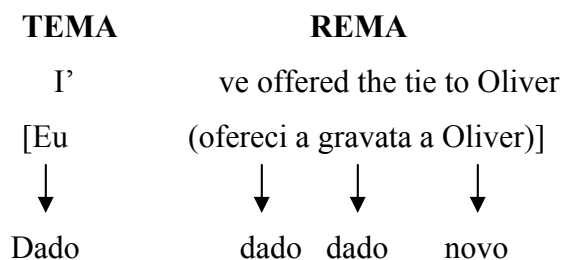 TEMA REMA
I' ve offered the tie to Oliver
[Eu (ofereci a gravata a Oliver)]
Dado dado dado novo